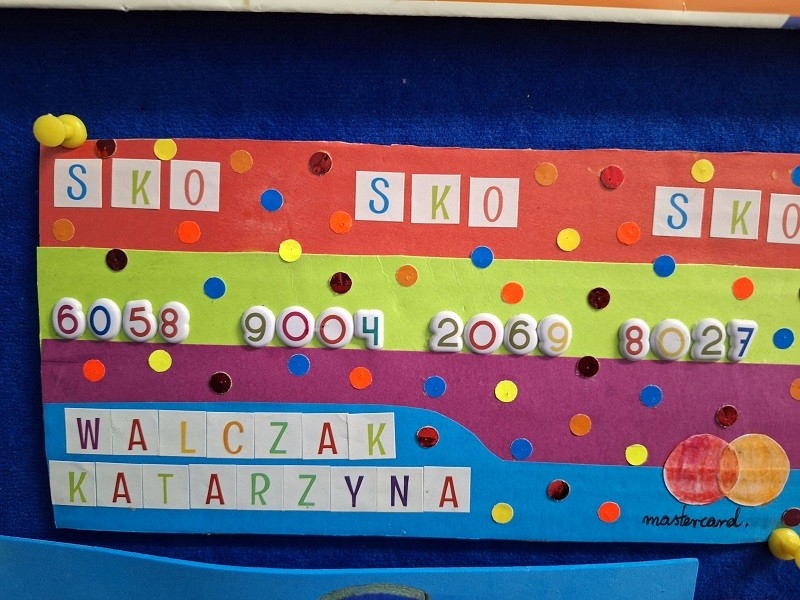 SKO SKO SKO
6058 9004 2069 8027
WALCZAK
KATARZYNA
mastercard.